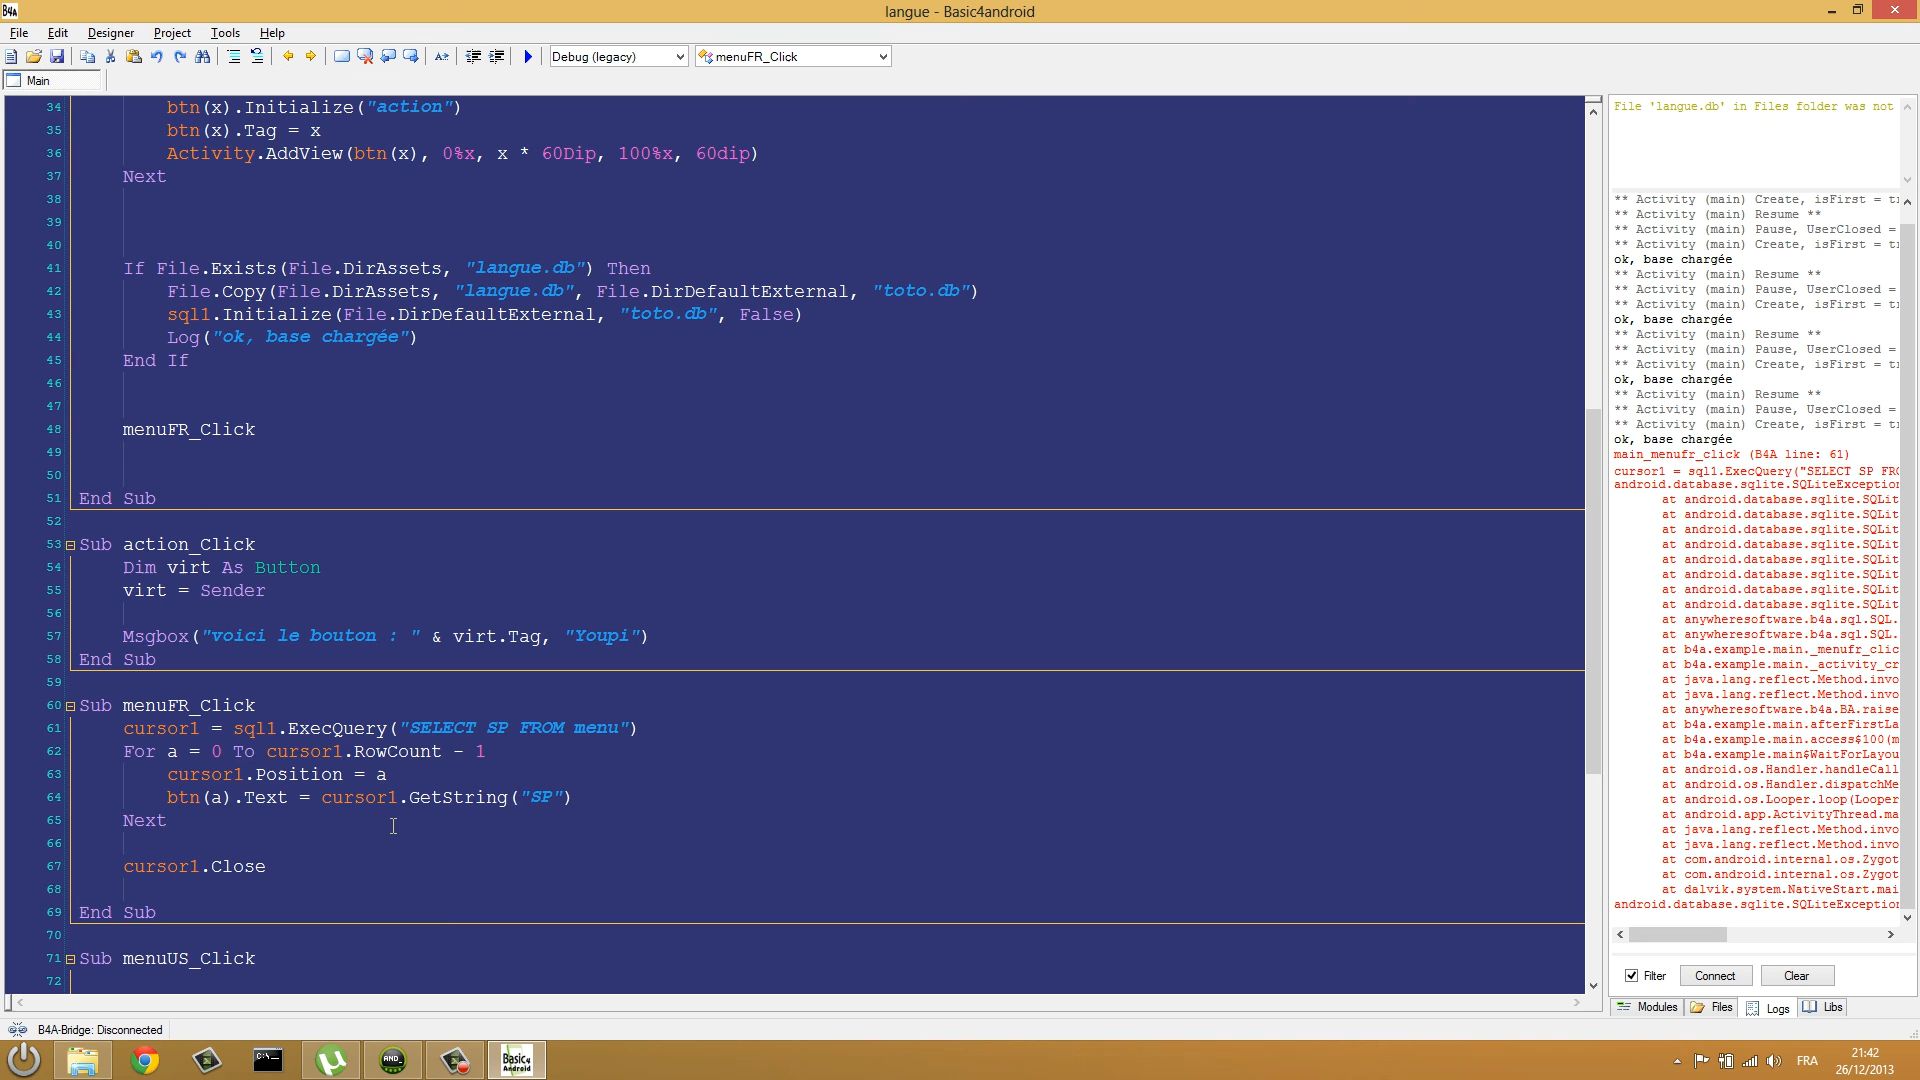 B4A
langue - Basic4android
File Edit Designer Project Tools Help
Debug (legacy) menuFR_Click
Main
34 btn(x).Initialize("action")
35 btn(x).Tag = x
36 Activity.AddView(btn(x), 0%x, x * 60Dip, 100%x, 60dip)
37 Next
38
39
40
41 If File.Exists(File.DirAssets, "langue.db") Then
42 File.Copy(File.DirAssets, "langue.db", File.DirDefaultExternal, "toto.db")
43 sql1.Initialize(File.DirDefaultExternal, "toto.db", False)
44 Log("ok, base chargée")
45 End If
46
47
48 menuFR_Click
49
50
51 End Sub
52
53 Sub action_Click
54 Dim virt As Button
55 virt = Sender
56
57 Msgbox("voici le bouton : " & virt.Tag, "Youpi")
58 End Sub
59
60 Sub menuFR_Click
61 cursor1 = sql1.ExecQuery("SELECT SP FROM menu")
62 For a = 0 To cursor1.RowCount - 1
63 cursor1.Position = a
64 btn(a).Text = cursor1.GetString("SP")
65 Next
66
67 cursor1.Close
68
69 End Sub
70
71 Sub menuUS_Click
72
File 'langue.db' in Files folder was not
** Activity (main) Create, isFirst =
** Activity (main) Resume **
** Activity (main) Pause, UserClosed =
** Activity (main) Create, isFirst =
ok, base chargée
** Activity (main) Resume **
** Activity (main) Pause, UserClosed =
** Activity (main) Create, isFirst =
ok, base chargée
** Activity (main) Resume **
** Activity (main) Pause, UserClosed =
** Activity (main) Create, isFirst =
ok, base chargée
** Activity (main) Resume **
** Activity (main) Pause, UserClosed =
** Activity (main) Create, isFirst =
ok, base chargée
main_menufr_click (B4A line: 61)
cursor1 = sql1.ExecQuery("SELECT SP FR
android.database.sqlite.SQLiteException
at android.database.sqlite.SQLit
at android.database.sqlite.SQLit
at android.database.sqlite.SQLit
at android.database.sqlite.SQLit
at android.database.sqlite.SQLit
at android.database.sqlite.SQLit
at android.database.sqlite.SQLit
at android.database.sqlite.SQLit
at anywheresoftware.b4a.sql.SQL.
at anywheresoftware.b4a.sql.SQL.
at b4a.example.main._menufr_clic
at b4a.example.main._activity_cr
at java.lang.reflect.Method.invo
at java.lang.reflect.Method.invo
at anywheresoftware.b4a.BA.raise
at b4a.example.main.afterFirstLa
at b4a.example.main.access$100(m
at b4a.example.main$WaitForLayou
at android.os.Handler.handleCall
at android.os.Handler.dispatchMe
at android.os.Looper.loop(Looper
at android.app.ActivityThread.ma
at java.lang.reflect.Method.invo
at java.lang.reflect.Method.invo
at com.android.internal.os.Zygot
at com.android.internal.os.Zygot
at dalvik.system.NativeStart.mai
android.database.sqlite.SQLiteException
Filter Connect Clear
Modules Files Logs Libs
B4A-Bridge: Disconnected
AND_
Basic4
Android
FRA
21:42
26/12/2013